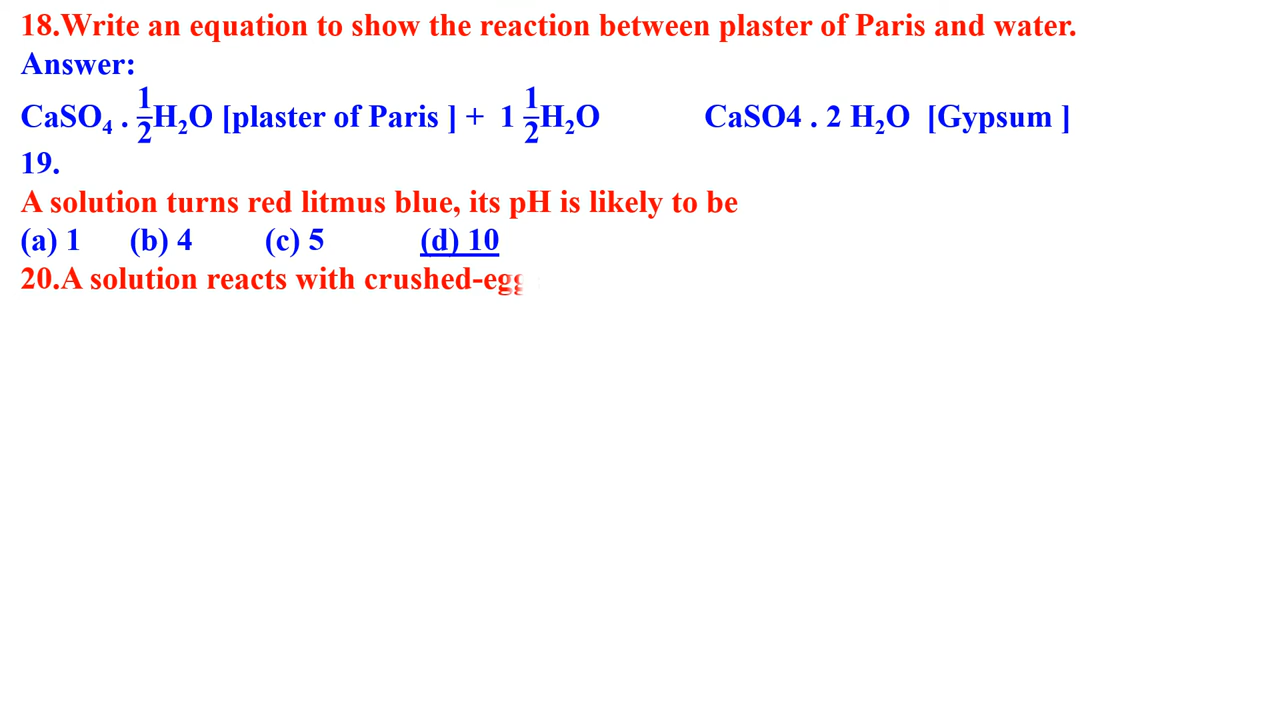 18.Write an equation to show the reaction between plaster of Paris and water.
Answer:
CaSO₄ . ½H₂O [plaster of Paris ] + 1 ½H₂O CaSO4 . 2 H₂O [Gypsum ]
19.
A solution turns red litmus blue, its pH is likely to be
(a) 1 (b) 4 (c) 5 (d) 10
20.A solution reacts with crushed-egg